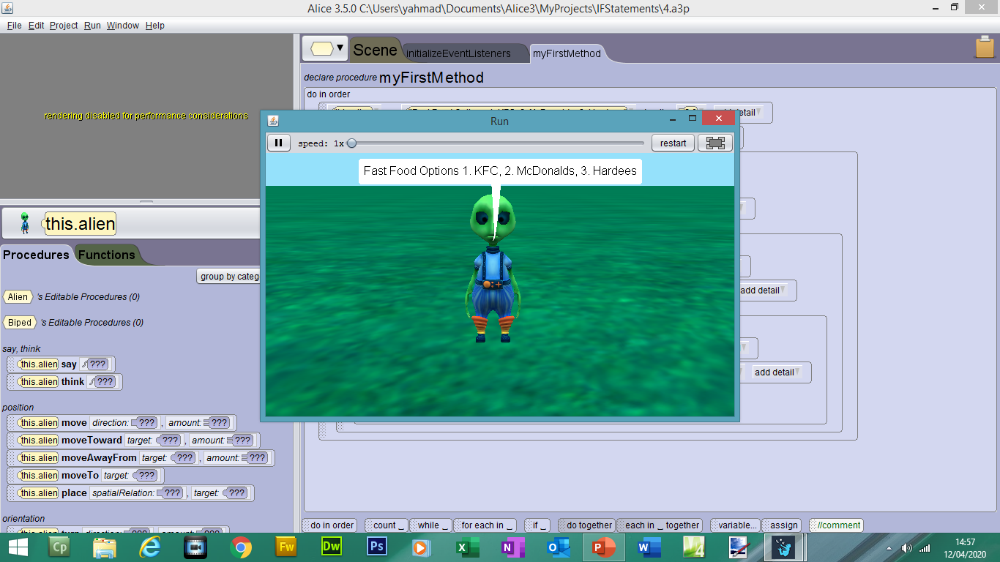 Alice 3.5.0 C:\Users\yahmad\Documents\Alice3\MyProjects\IFStatements\4.a3p
File Edit Project Run Window Help
rendering disabled for performance considerations
Scene initializeEventListeners myFirstMethod
declare procedure myFirstMethod
do in order
Run
speed: 1x restart
Fast Food Options 1. KFC, 2. McDonalds, 3. Hardees
add detail
add detail
this.alien
Procedures Functions
group by categ
Alien 's Editable Procedures (0)
Biped 's Editable Procedures (0)
say, think
this.alien say ???
this.alien think ???
position
this.alien move direction: ??? , amount: ???
this.alien moveToward target: ??? , amount: ???
this.alien moveAwayFrom target: ??? , amount: ???
this.alien moveTo target: ???
this.alien place spatialRelation: ??? , target: ???
orientation
do in order count _ while _ for each in _ if _ do together each in _ together variable... assign //comment
Cp Fw Dw Ps X N O P W 4
14:57
12/04/2020